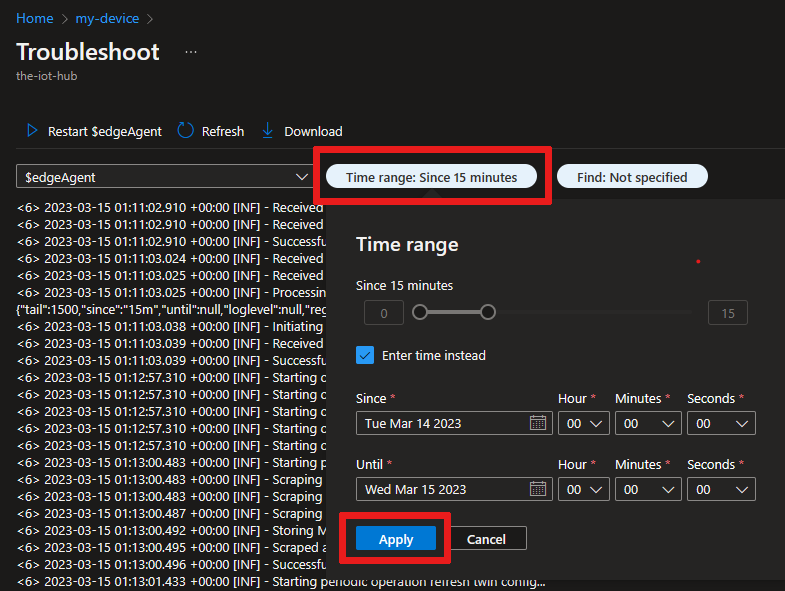 Home > my-device >
Troubleshoot ...
the-iot-hub
Restart $edgeAgent Refresh Download
$edgeAgent Time range: Since 15 minutes Find: Not specified
<6> 2023-03-15 01:11:02.910 +00:00 [INF] - Received
<6> 2023-03-15 01:11:02.910 +00:00 [INF] - Received
<6> 2023-03-15 01:11:02.910 +00:00 [INF] - Successfu
<6> 2023-03-15 01:11:03.024 +00:00 [INF] - Received
<6> 2023-03-15 01:11:03.025 +00:00 [INF] - Received
<6> 2023-03-15 01:11:03.025 +00:00 [INF] - Processin
{"tail":1500,"since":"15m","until":null,"loglevel":null,"reg
<6> 2023-03-15 01:11:03.038 +00:00 [INF] - Initiating
<6> 2023-03-15 01:11:03.039 +00:00 [INF] - Received
<6> 2023-03-15 01:11:03.039 +00:00 [INF] - Successfu
<6> 2023-03-15 01:12:57.310 +00:00 [INF] - Starting o
<6> 2023-03-15 01:12:57.310 +00:00 [INF] - Starting o
<6> 2023-03-15 01:12:57.310 +00:00 [INF] - Starting o
<6> 2023-03-15 01:12:57.310 +00:00 [INF] - Starting o
<6> 2023-03-15 01:12:57.310 +00:00 [INF] - Starting o
<6> 2023-03-15 01:13:00.483 +00:00 [INF] - Starting p
<6> 2023-03-15 01:13:00.483 +00:00 [INF] - Scraping
<6> 2023-03-15 01:13:00.483 +00:00 [INF] - Scraping
<6> 2023-03-15 01:13:00.487 +00:00 [INF] - Scraping
<6> 2023-03-15 01:13:00.492 +00:00 [INF] - Storing M
<6> 2023-03-15 01:13:00.495 +00:00 [INF] - Scraped a
<6> 2023-03-15 01:13:00.496 +00:00 [INF] - Successfu
<6> 2023-03-15 01:13:01.433 +00:00 [INF] - Starting periodic operation refresh twin config...
Time range
Since 15 minutes
0 15
Enter time instead
Since * Hour * Minutes * Seconds *
Tue Mar 14 2023 00 00 00
Until * Hour * Minutes * Seconds *
Wed Mar 15 2023 00 00 00
Apply Cancel